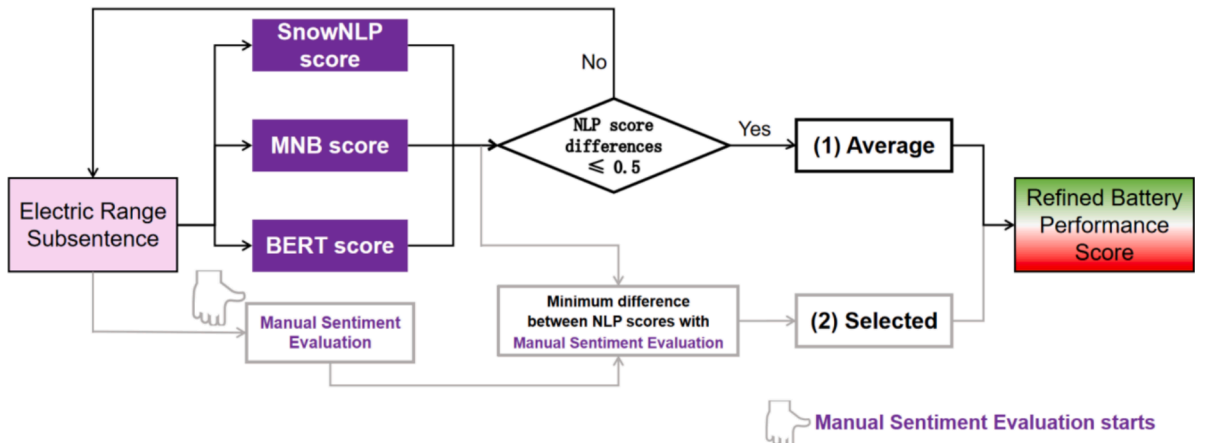 SnowNLP
score
No
MNB score
NLP score
differences
≤ 0.5
Yes
(1) Average
Electric Range
Subsentence
BERT score
Refined Battery
Performance
Score
Manual Sentiment
Evaluation
Minimum difference
between NLP scores with
Manual Sentiment Evaluation
(2) Selected
Manual Sentiment Evaluation starts